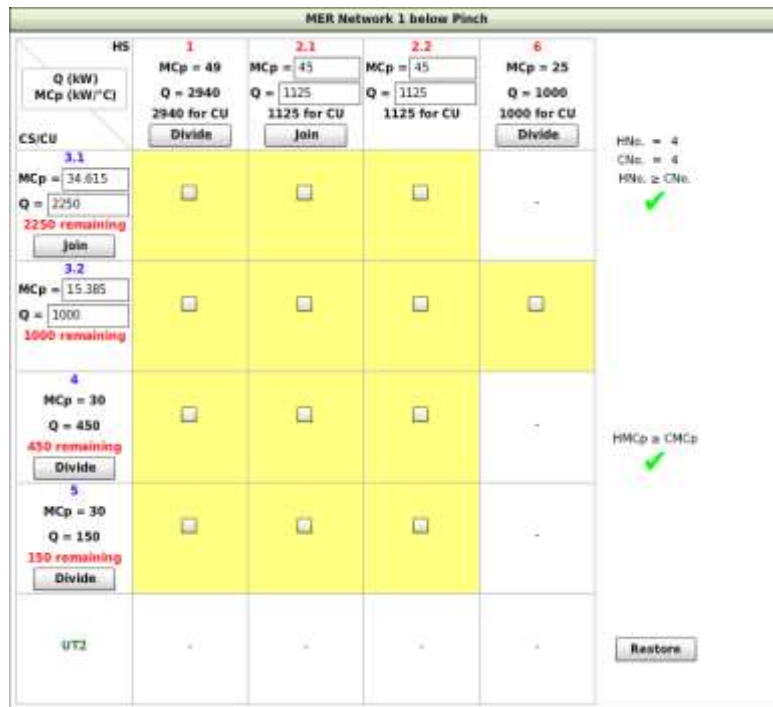 MER Network 1 below Pinch
HS
Q (kW)
MCp (kW/°C)
CS/CU
1
MCp = 49
Q = 2940
2940 for CU
Divide
2.1
MCp = 45
Q = 1125
1125 for CU
Join
2.2
MCp = 45
Q = 1125
1125 for CU
6
MCp = 25
Q = 1000
1000 for CU
Divide
HNo. = 4
CNo. = 4
HNo. ≥ CNo.
3.1
MCp = 34.615
Q = 2250
2250 remaining
Join
-
3.2
MCp = 15.385
Q = 1000
1000 remaining
4
MCp = 30
Q = 450
450 remaining
Divide
-
HMCp ≥ CMCp
5
MCp = 30
Q = 150
150 remaining
Divide
-
UT2
-
-
-
-
Restore